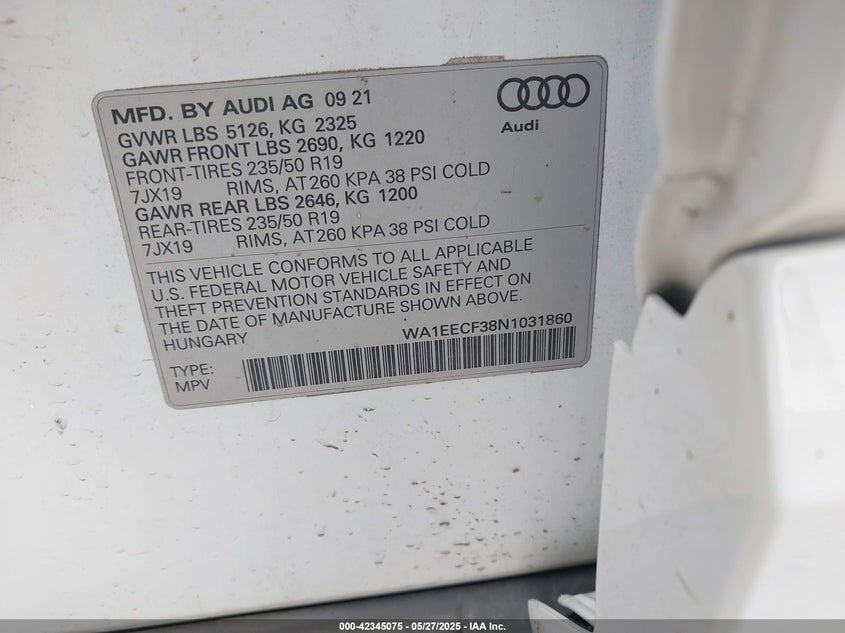 MFD. BY AUDI AG 09 21
GVWR LBS 5126, KG 2325
GAWR FRONT LBS 2690, KG 1220
FRONT-TIRES 235/50 R19
7JX19 RIMS, AT 260 KPA 38 PSI COLD
GAWR REAR LBS 2646, KG 1200
REAR-TIRES 235/50 R19
7JX19 RIMS, AT 260 KPA 38 PSI COLD
Audi
THIS VEHICLE CONFORMS TO ALL APPLICABLE
U.S. FEDERAL MOTOR VEHICLE SAFETY AND
THEFT PREVENTION STANDARDS IN EFFECT ON
THE DATE OF MANUFACTURE SHOWN ABOVE.
HUNGARY WA1EECF38N1031860
TYPE:
MPV
000-42345075 - 05/27/2025 - IAA Inc.